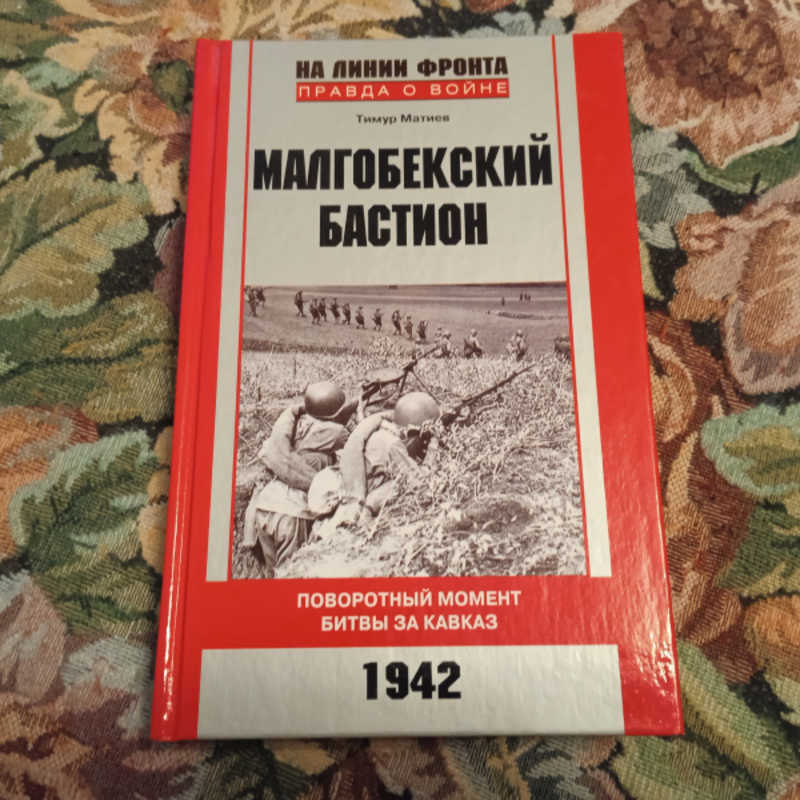 НА ЛИНИИ ФРОНТА
ПРАВДА О ВОЙНЕ
Тимур Матиев
МАЛГОБЕКСКИЙ
БАСТИОН
ПОВОРОТНЫЙ МОМЕНТ
БИТВЫ ЗА КАВКАЗ
1942